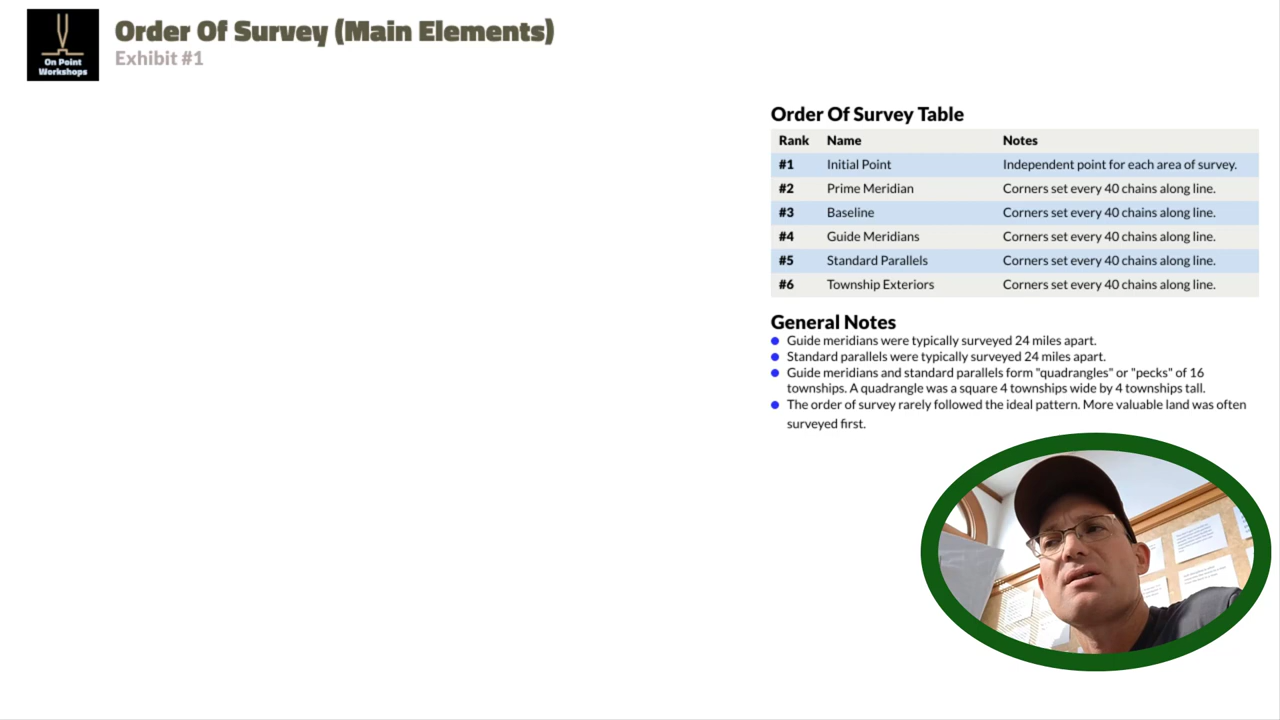 On Point
Workshops
Order Of Survey (Main Elements)
Exhibit #1
Order Of Survey Table
Rank Name Notes
#1 Initial Point Independent point for each area of survey.
#2 Prime Meridian Corners set every 40 chains along line.
#3 Baseline Corners set every 40 chains along line.
#4 Guide Meridians Corners set every 40 chains along line.
#5 Standard Parallels Corners set every 40 chains along line.
#6 Township Exteriors Corners set every 40 chains along line.
General Notes
Guide meridians were typically surveyed 24 miles apart.
Standard parallels were typically surveyed 24 miles apart.
Guide meridians and standard parallels form "quadrangles" or "pecks" of 16
townships. A quadrangle was a square 4 townships wide by 4 townships tall.
The order of survey rarely followed the ideal pattern. More valuable land was often
surveyed first.